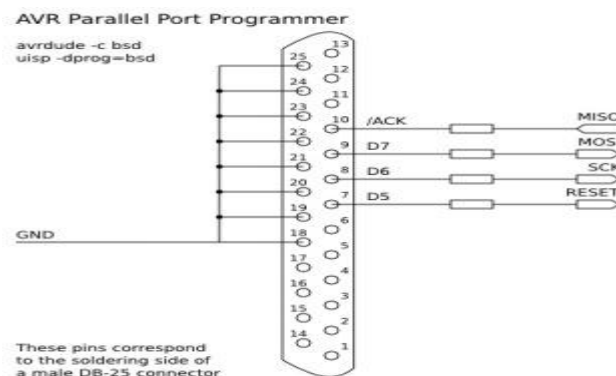 AVR Parallel Port Programmer
avrdude -c bsd
uisp -dprog=bsd
13
25
12
24
11
23
10 /ACK MISO
22
9 D7 MOS
21
8 D6 SCK
20
7 D5 RESET
19
6
GND 18
5
17
4
16
3
15
2
14
1
These pins correspond
to the soldering side of
a male DB-25 connector